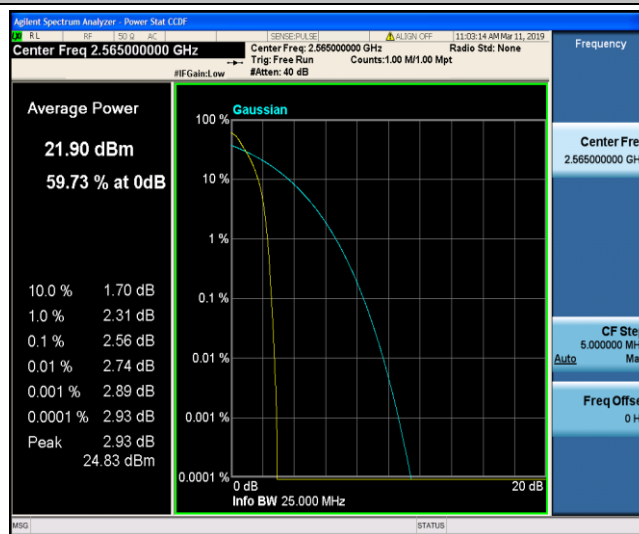 Agilent Spectrum Analyzer - Power Stat CCDF
RL RF 50 Ω AC SENSE:PULSE ALIGN OFF 11:03:14 AM Mar 11, 2019
Center Freq 2.565000000 GHz
Center Freq: 2.565000000 GHz Radio Std: None
Trig: Free Run Counts:1.00 M/1.00 Mpt
#IFGain:Low #Atten: 40 dB
Frequency
Average Power
21.90 dBm
59.73 % at 0dB
10.0 % 1.70 dB
1.0 % 2.31 dB
0.1 % 2.56 dB
0.01 % 2.74 dB
0.001 % 2.89 dB
0.0001 % 2.93 dB
Peak 2.93 dB
24.83 dBm
Gaussian
100 %
10 %
1 %
0.1 %
0.01 %
0.001 %
0.0001 %
0 dB 20 dB
Info BW 25.000 MHz
Center Fre
2.565000000 GH
CF Ste
5.000000 MH
Auto Ma
Freq Offse
0 H
MSG STATUS